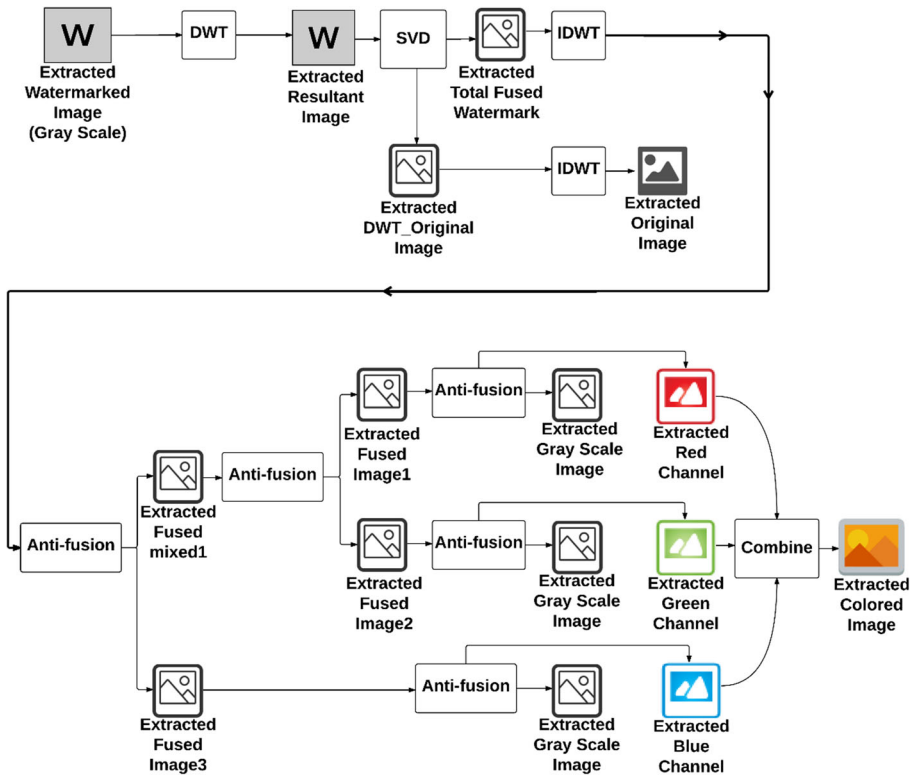 W
DWT
W
SVD
IDWT
Extracted
Watermarked
Image
(Gray Scale)
Extracted
Resultant
Image
Extracted
Total Fused
Watermark
IDWT
Extracted
DWT_Original
Image
Extracted
Original
Image
Anti-fusion
Extracted
Fused
mixed1
Anti-fusion
Extracted
Fused
Image1
Anti-fusion
Extracted
Gray Scale
Image
Extracted
Red
Channel
Extracted
Fused
Image2
Anti-fusion
Extracted
Gray Scale
Image
Extracted
Green
Channel
Combine
Extracted
Colored
Image
Extracted
Fused
Image3
Anti-fusion
Extracted
Gray Scale
Image
Extracted
Blue
Channel